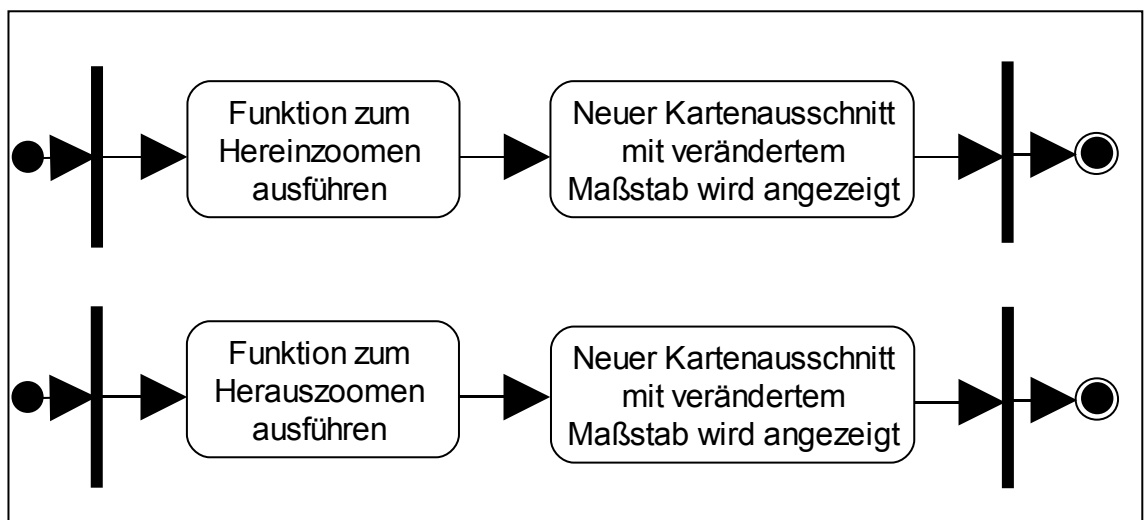 Funktion zum
Hereinzoomen
ausführen
Neuer Kartenausschnitt
mit verändertem
Maßstab wird angezeigt
Funktion zum
Herauszoomen
ausführen
Neuer Kartenausschnitt
mit verändertem
Maßstab wird angezeigt